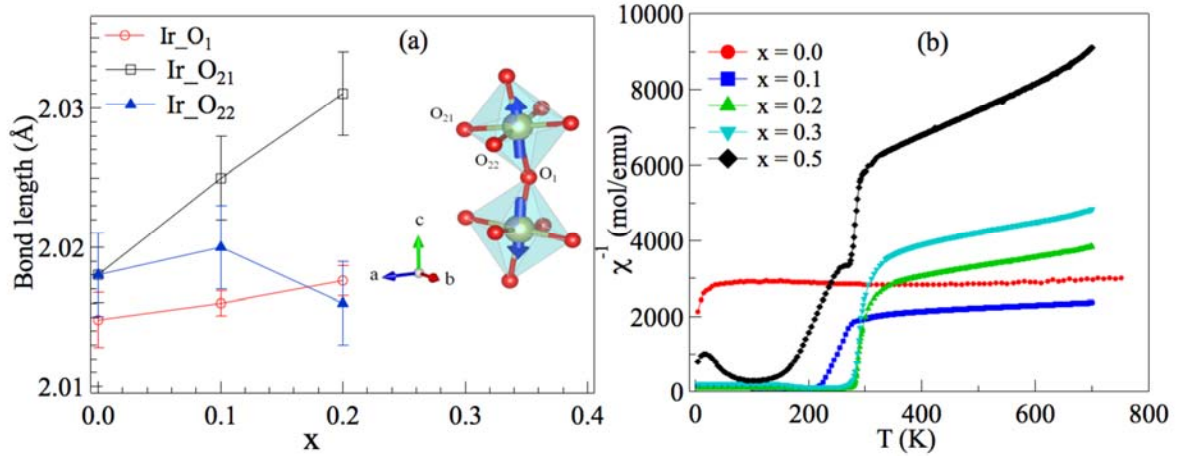 (a)
Ir_O₁
Ir_O₂₁
Ir_O₂₂
Bond length (Å)
2.03
2.02
2.01
O₂₁
O₂₂
O₁
c
a
b
0.0 0.1 0.2 0.3 0.4
x
(b)
x = 0.0
x = 0.1
x = 0.2
x = 0.3
x = 0.5
χ⁻¹ (mol/emu)
10000
8000
6000
4000
2000
0
0 200 400 600 800
T (K)